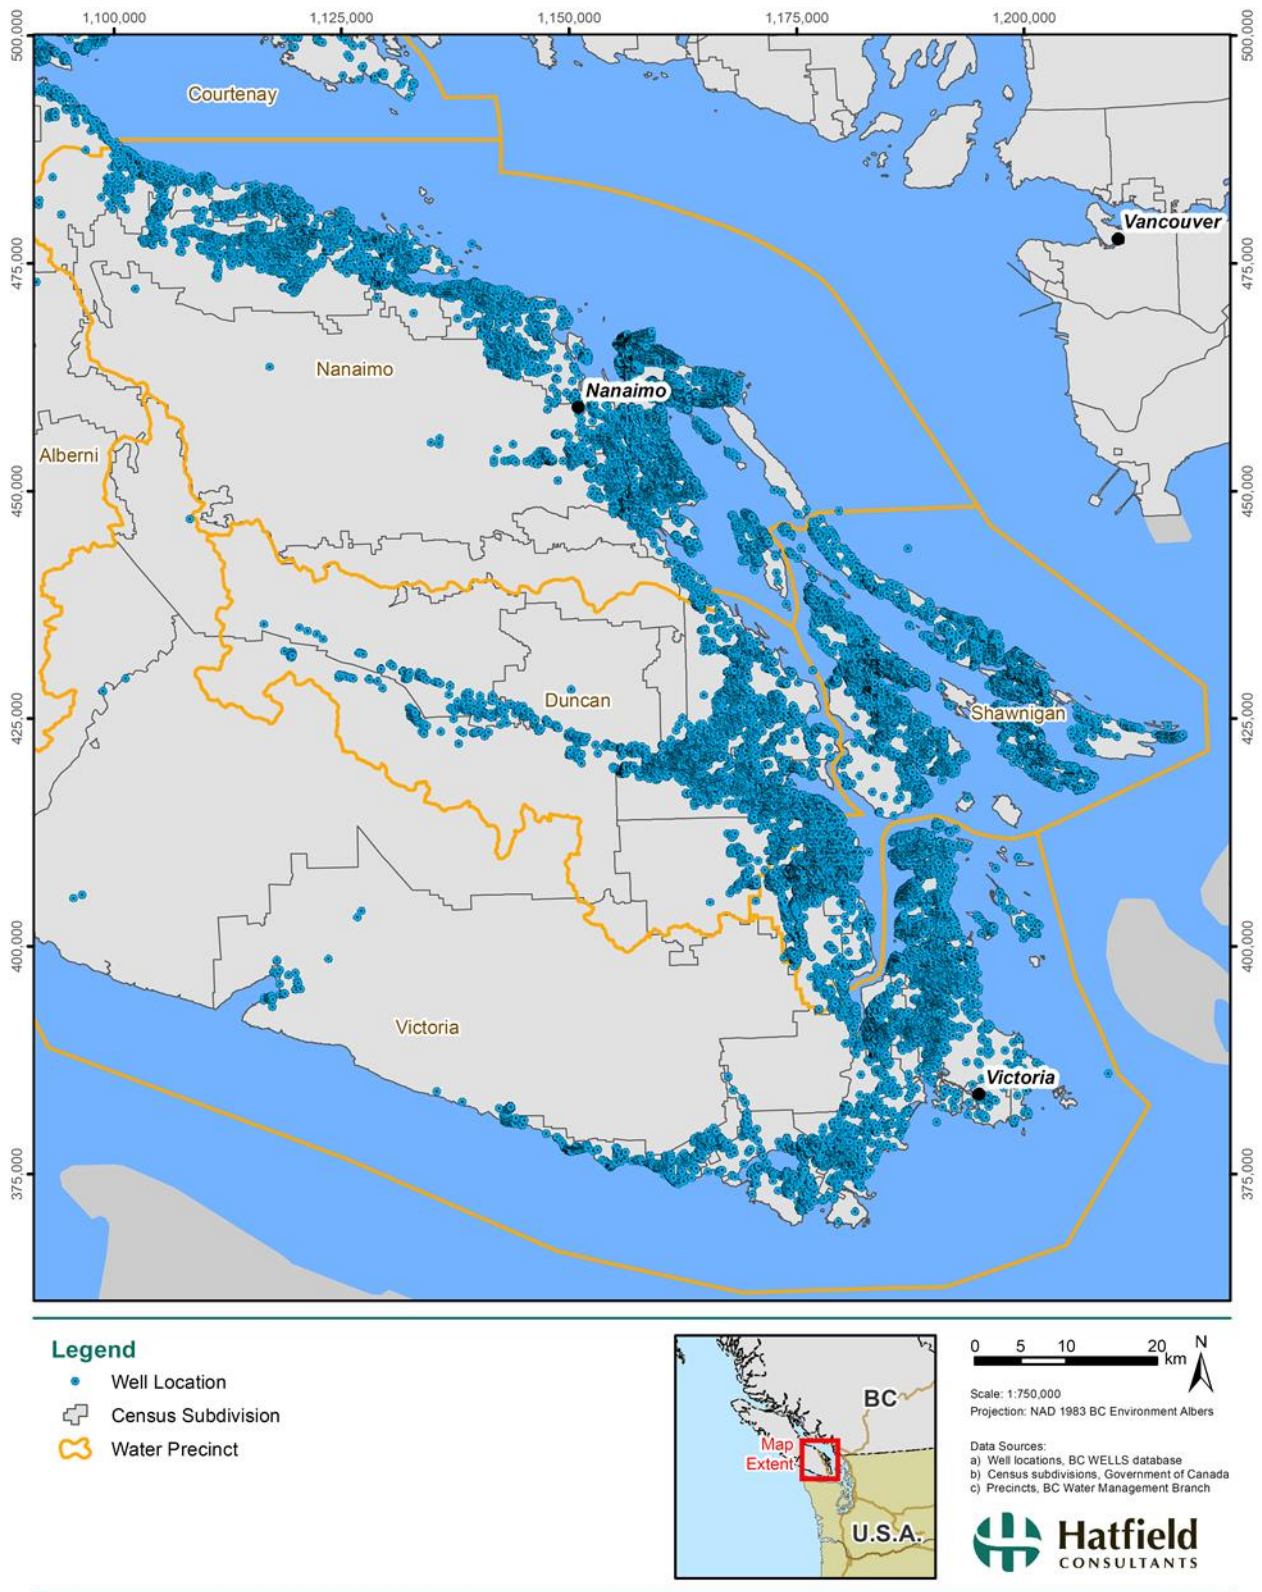 1,100,000 1,125,000 1,150,000 1,175,000 1,200,000
500,000 500,000
Courtenay
Vancouver
475,000 475,000
Nanaimo
Nanaimo
Alberni
450,000 450,000
Duncan
Shawnigan
425,000 425,000
400,000 400,000
Victoria
Victoria
375,000 375,000
Legend
Well Location
Census Subdivision
Water Precinct
BC
Map
Extent
U.S.A.
0 5 10 20
km
N
Scale: 1:750,000
Projection: NAD 1983 BC Environment Albers
Data Sources:
a) Well locations, BC WELLS database
b) Census subdivisions, Government of Canada
c) Precincts, BC Water Management Branch
Hatfield
CONSULTANTS